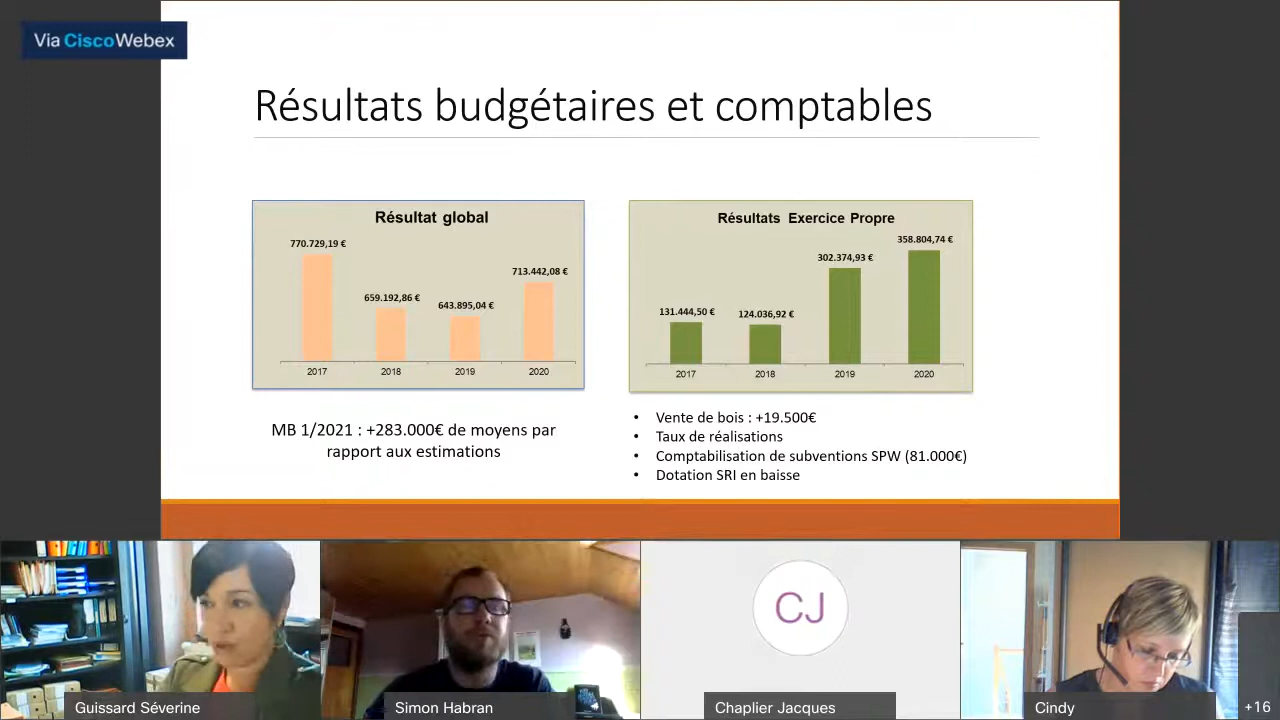 Via CiscoWebex
Résultats budgétaires et comptables
Résultat global
770.729,19 €
659.192,86 €
643.895,04 €
713.442,08 €
2017
2018
2019
2020
MB 1/2021 : +283.000€ de moyens par
rapport aux estimations
Résultats Exercice Propre
131.444,50 €
124.036,92 €
302.374,93 €
358.804,74 €
2017
2018
2019
2020
• Vente de bois : +19.500€
• Taux de réalisations
• Comptabilisation de subventions SPW (81.000€)
• Dotation SRI en baisse
CJ
Guissard Séverine
Simon Habran
Chaplier Jacques
Cindy
+16